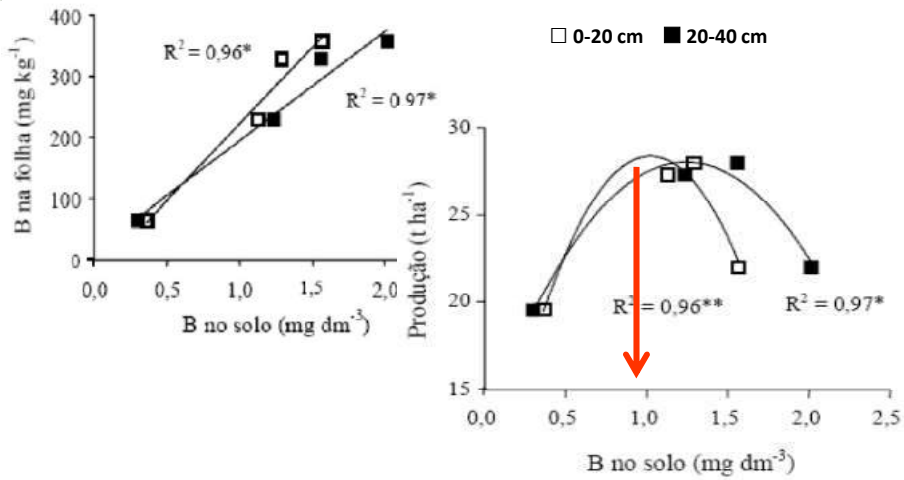 B na folha (mg kg⁻¹)
400
300
200
100
0
R² = 0,96*
R² = 0 97*
0,0 0,5 1,0 1,5 2,0
B no solo (mg dm⁻³)
0-20 cm 20-40 cm
Produção (t ha⁻¹)
30
25
20
15
R² = 0,96**
R² = 0,97*
0,0 0,5 1,0 1,5 2,0 2,5
B no solo (mg dm⁻³)